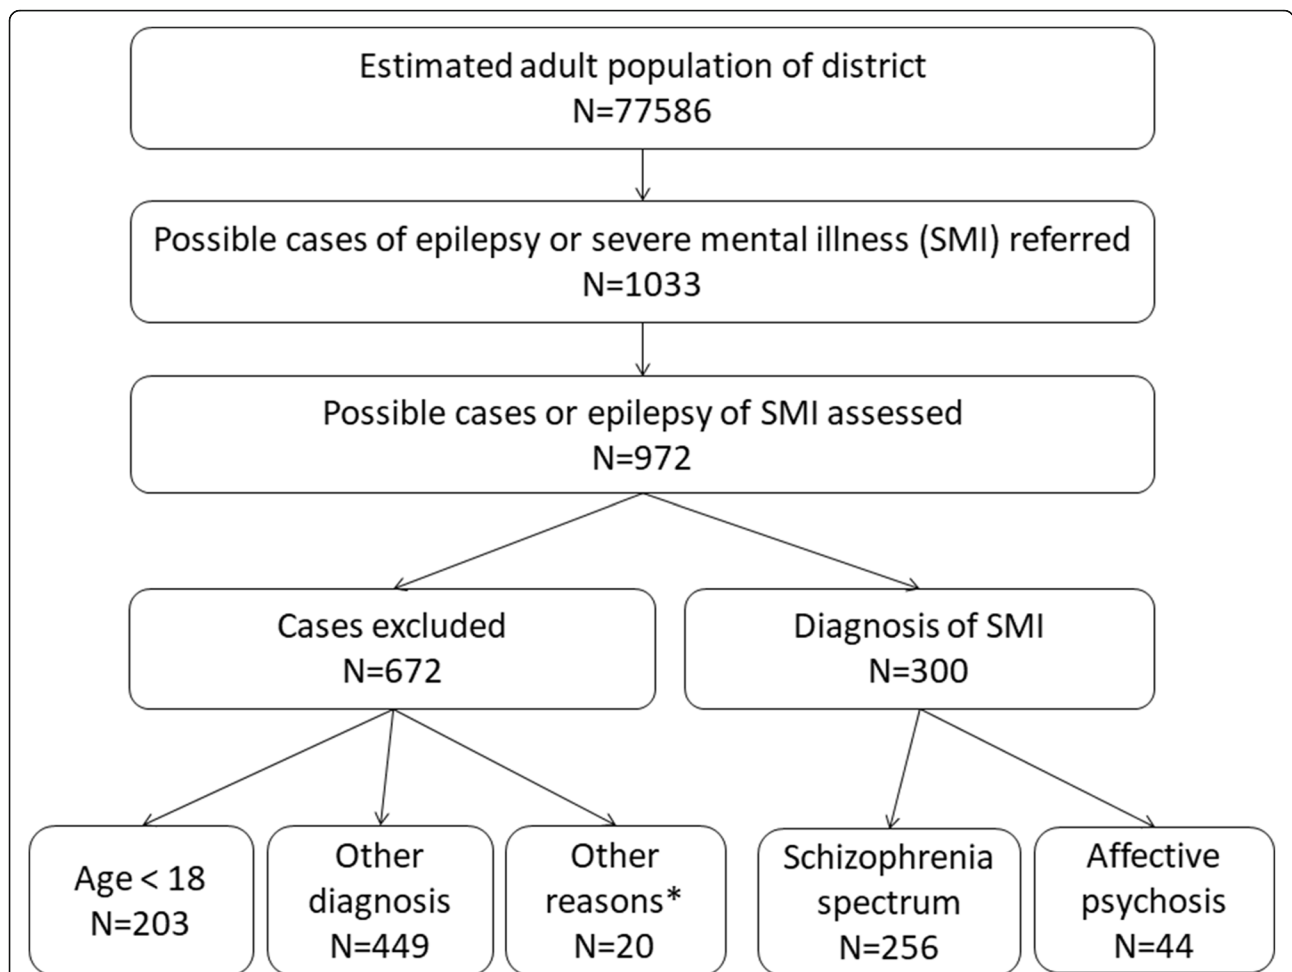 Estimated adult population of district
N=77586
Possible cases of epilepsy or severe mental illness (SMI) referred
N=1033
Possible cases or epilepsy of SMI assessed
N=972
Cases excluded
N=672
Diagnosis of SMI
N=300
Age < 18
N=203
Other
diagnosis
N=449
Other
reasons*
N=20
Schizophrenia
spectrum
N=256
Affective
psychosis
N=44